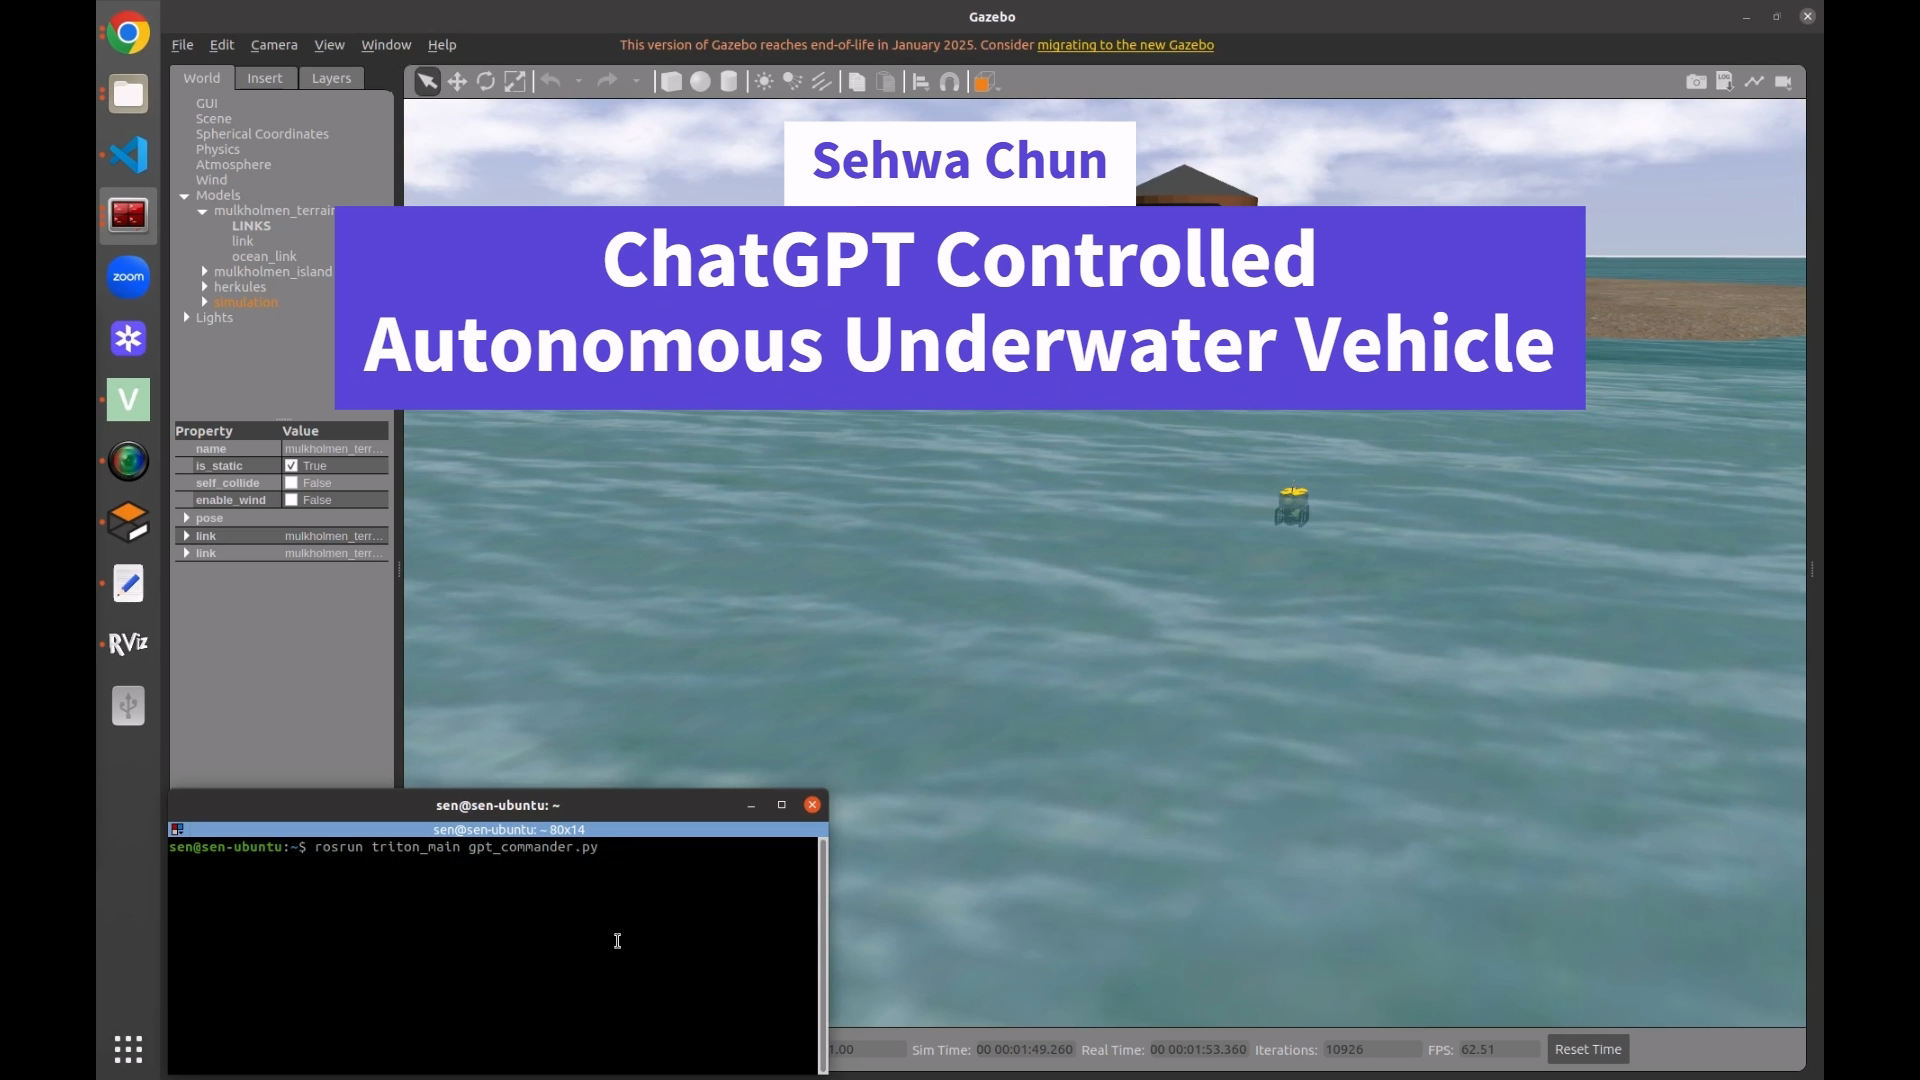 Gazebo
File Edit Camera View Window Help
This version of Gazebo reaches end-of-life in January 2025. Consider migrating to the new Gazebo
World Insert Layers
GUI
Scene
Spherical Coordinates
Physics
Atmosphere
Wind
Models
mulkholmen_terrain
LINKS
link
ocean_link
mulkholmen_island
herkules
simulation
Lights
LOG
Sehwa Chun
ChatGPT Controlled
Autonomous Underwater Vehicle
zoom
V
RViz
Property Value
name mulkholmen_terr...
is_static True
self_collide False
enable_wind False
pose
link mulkholmen_terr...
link mulkholmen_terr...
sen@sen-ubuntu: ~
sen@sen-ubuntu: ~ 80x14
sen@sen-ubuntu:~$ rosrun triton_main gpt_commander.py
1.00 Sim Time: 00 00:01:49.260 Real Time: 00 00:01:53.360 Iterations: 10926 FPS: 62.51 Reset Time